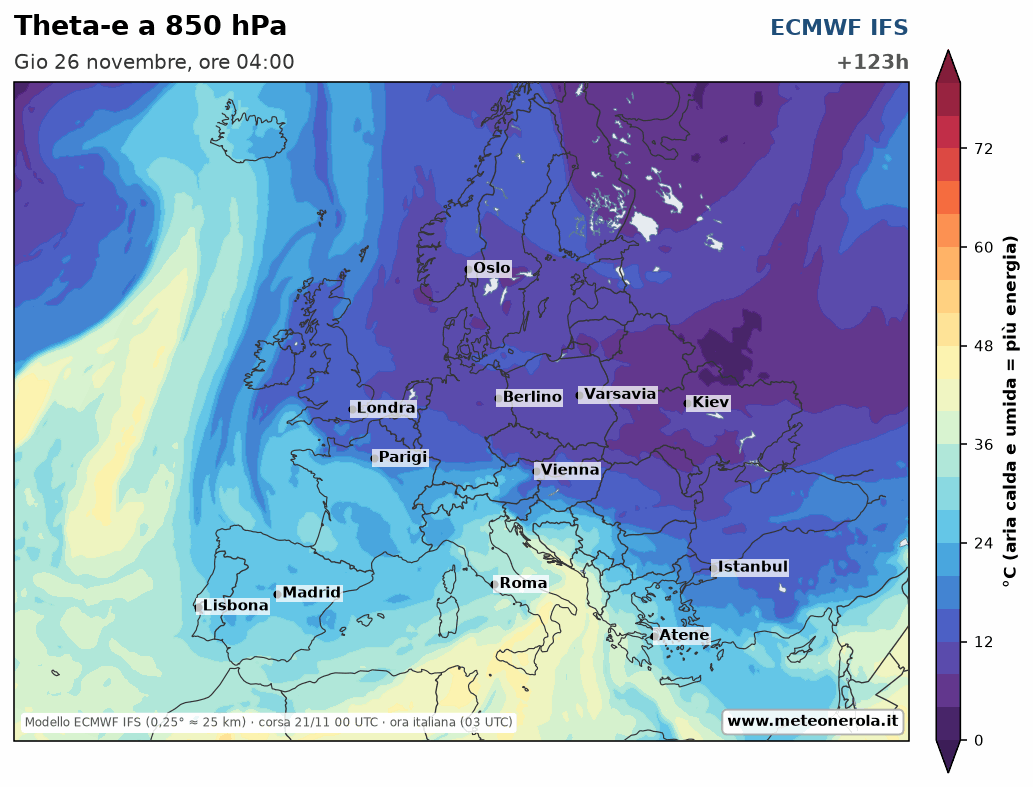 Theta-e a 850 hPa
ECMWF IFS
Gio 26 novembre, ore 04:00
+123h
72
60
48
36
24
12
0
°C (aria calda e umida = più energia)
Oslo
Berlino
Varsavia
Kiev
Londra
Parigi
Vienna
Istanbul
Roma
Madrid
Lisbona
Atene
Modello ECMWF IFS (0,25° ≈ 25 km) · corsa 21/11 00 UTC · ora italiana (03 UTC)
www.meteonerola.it